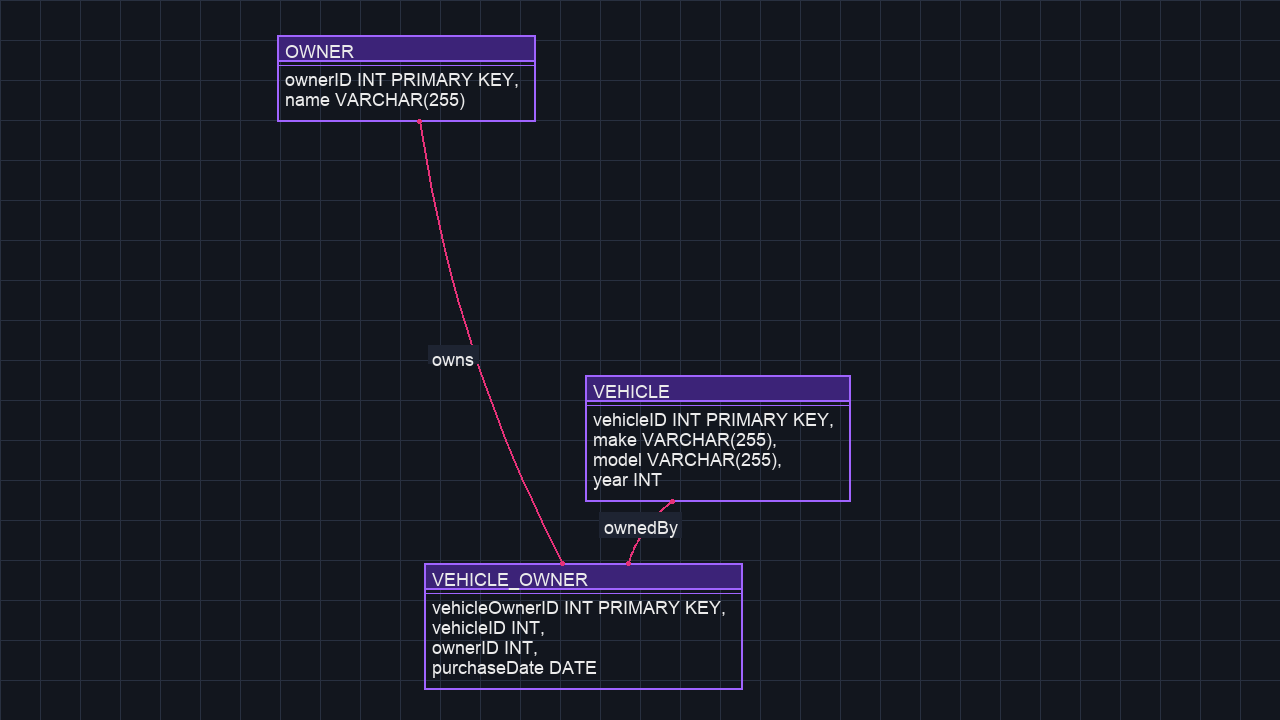 OWNER
ownerID INT PRIMARY KEY,
name VARCHAR(255)
owns
VEHICLE
vehicleID INT PRIMARY KEY,
make VARCHAR(255),
model VARCHAR(255),
year INT
ownedBy
VEHICLE_OWNER
vehicleOwnerID INT PRIMARY KEY,
vehicleID INT,
ownerID INT,
purchaseDate DATE